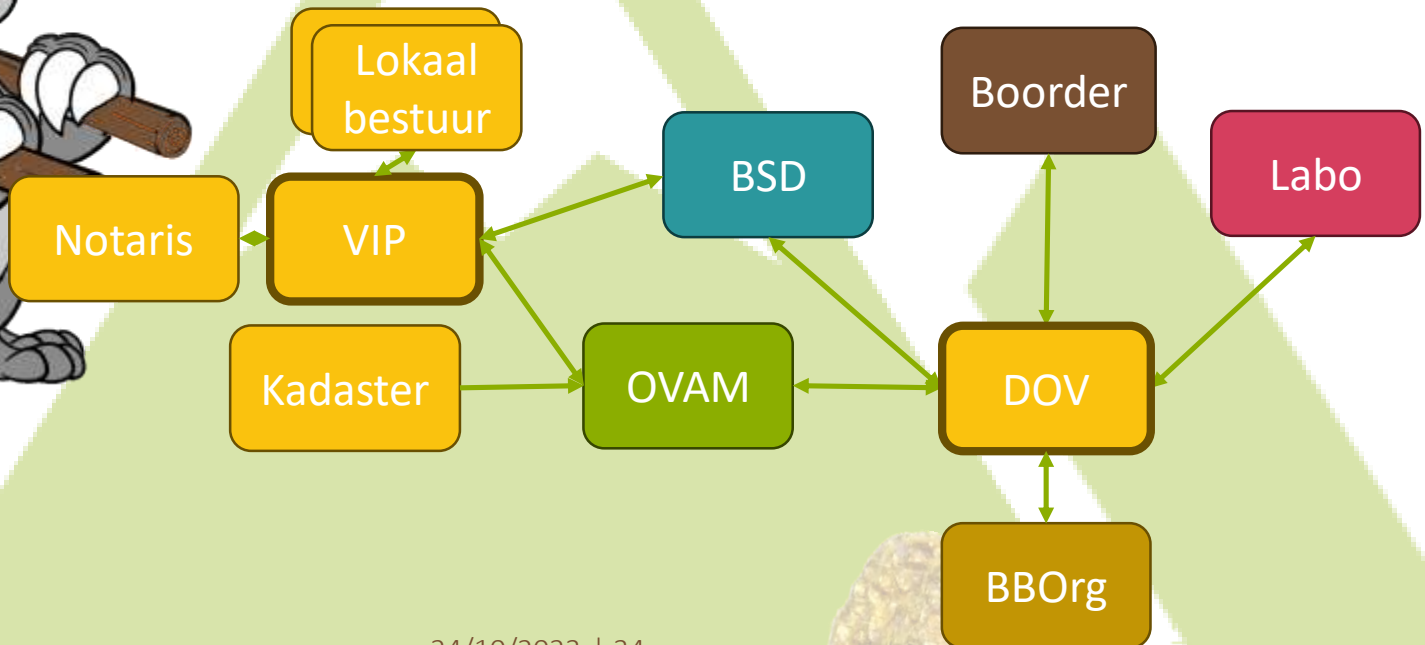 Lokaal
bestuur
Boorder
BSD
Labo
Notaris
VIP
Kadaster
OVAM
DOV
BBOrg